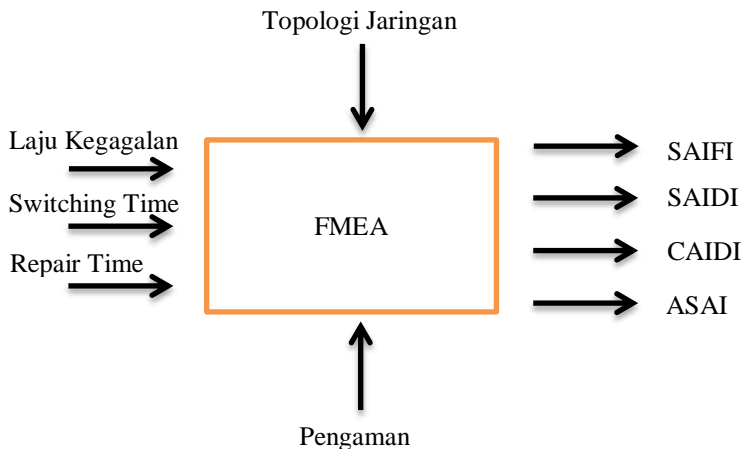 Topologi Jaringan
Laju Kegagalan
Switching Time
Repair Time
FMEA
SAIFI
SAIDI
CAIDI
ASAI
Pengaman